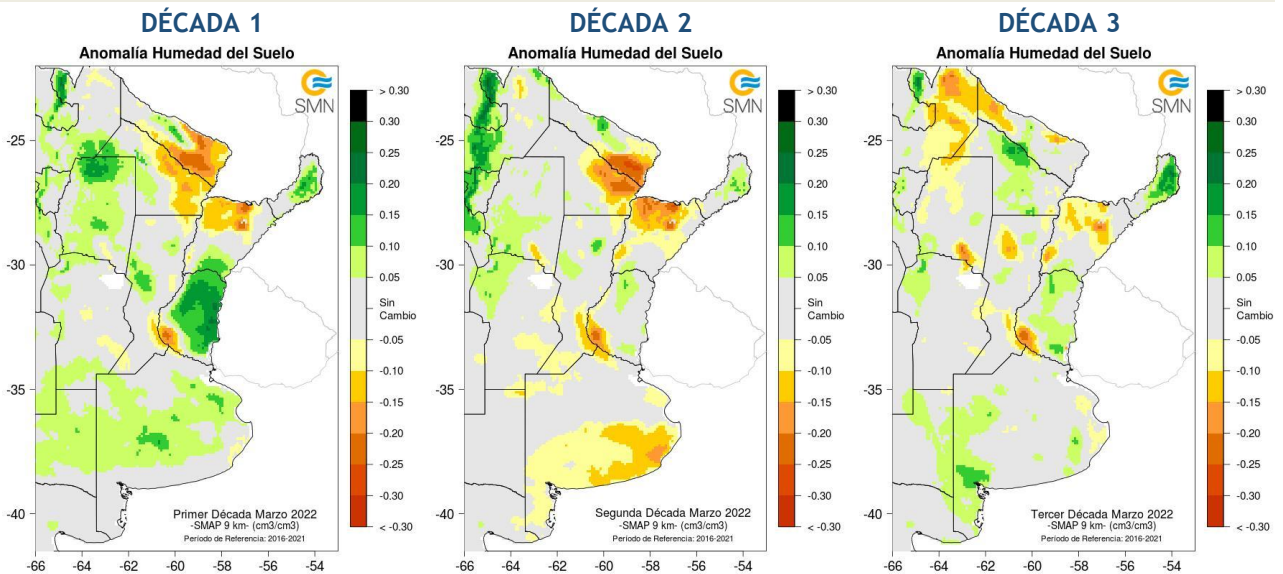 DÉCADA 1
Anomalía Humedad del Suelo
SMN
> 0.30
0.30
0.25
0.20
0.15
0.10
0.05
Sin
Cambio
-0.05
-0.10
-0.15
-0.20
-0.25
-0.30
< -0.30
-25
-30
-35
-40
Primer Década Marzo 2022
-SMAP 9 km- (cm3/cm3)
Período de Referencia: 2016-2021
-66 -64 -62 -60 -58 -56 -54
DÉCADA 2
Anomalía Humedad del Suelo
SMN
> 0.30
0.30
0.25
0.20
0.15
0.10
0.05
Sin
Cambio
-0.05
-0.10
-0.15
-0.20
-0.25
-0.30
< -0.30
-25
-30
-35
-40
Segunda Década Marzo 2022
-SMAP 9 km- (cm3/cm3)
Período de Referencia: 2016-2021
-66 -64 -62 -60 -58 -56 -54
DÉCADA 3
Anomalía Humedad del Suelo
SMN
> 0.30
0.30
0.25
0.20
0.15
0.10
0.05
Sin
Cambio
-0.05
-0.10
-0.15
-0.20
-0.25
-0.30
< -0.30
-25
-30
-35
-40
Tercer Década Marzo 2022
-SMAP 9 km- (cm3/cm3)
Período de Referencia: 2016-2021
-66 -64 -62 -60 -58 -56 -54